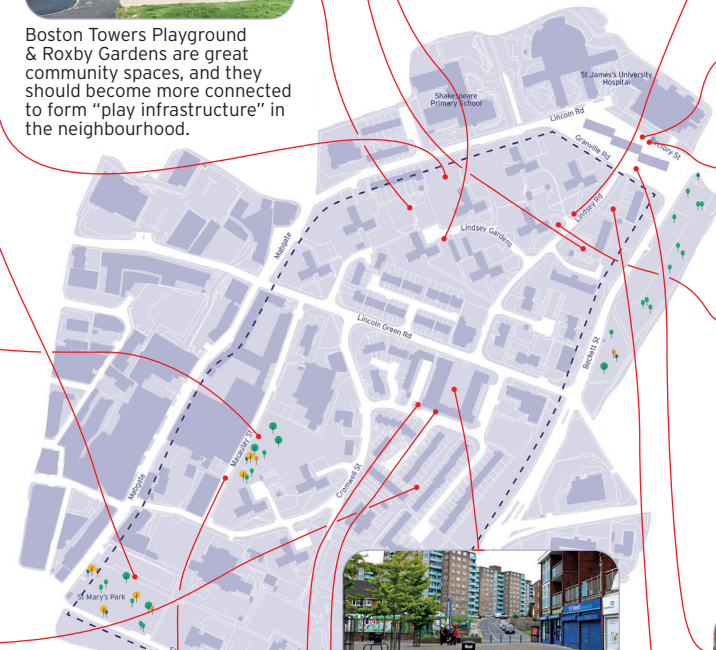 Boston Towers Playground
& Roxby Gardens are great
community spaces, and they
should become more connected
to form “play infrastructure” in
the neighbourhood.
St James's University
Hospital
Shakespeare
Primary School
Lincoln Rd
Granville Rd
Rectory St
Lindsey Rd
Lindsey Gardens
Mabgate
Lincoln Green Rd
Beckett St
Macauley St
Cromwell St
Mabgate
St Mary's Park